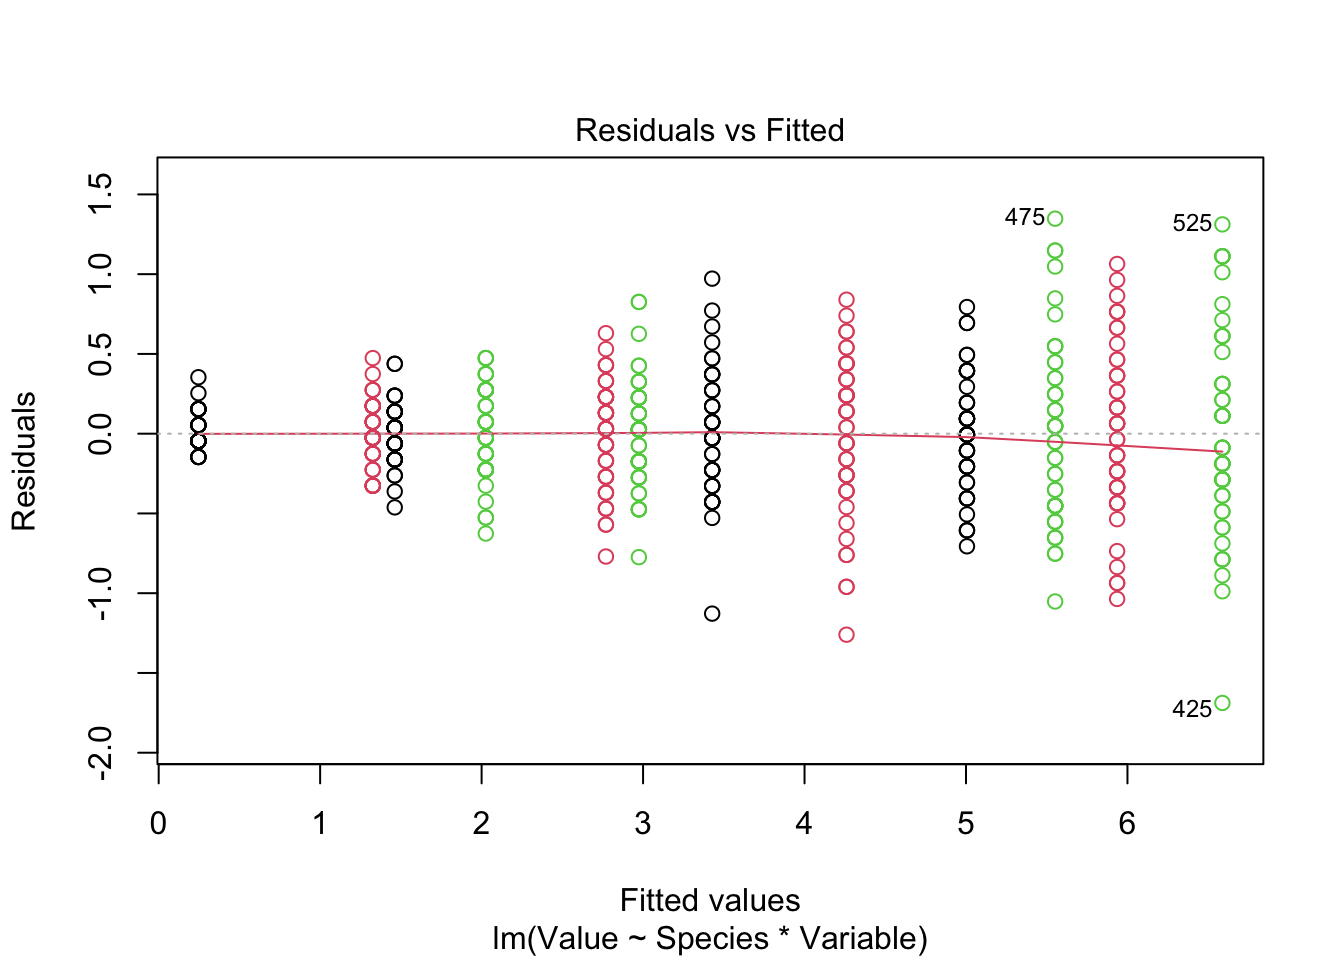 Residuals vs Fitted
Residuals
1.5
1.0
0.5
0.0
-1.0
-2.0
475
525
425
0 1 2 3 4 5 6
Fitted values
lm(Value ~ Species * Variable)